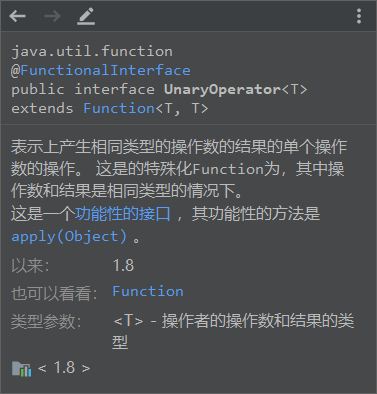 java.util.function
@FunctionalInterface
public interface UnaryOperator<T>
extends Function<T, T>
表示上产生相同类型的操作数的结果的单个操作
数的操作。 这是的特殊化Function为，其中操
作数和结果是相同类型的情况下。
这是一个功能性的接口 ，其功能性的方法是
apply(Object) 。
以来： 1.8
也可以看看： Function
类型参数： <T> - 操作者的操作数和结果的类
型
< 1.8 >